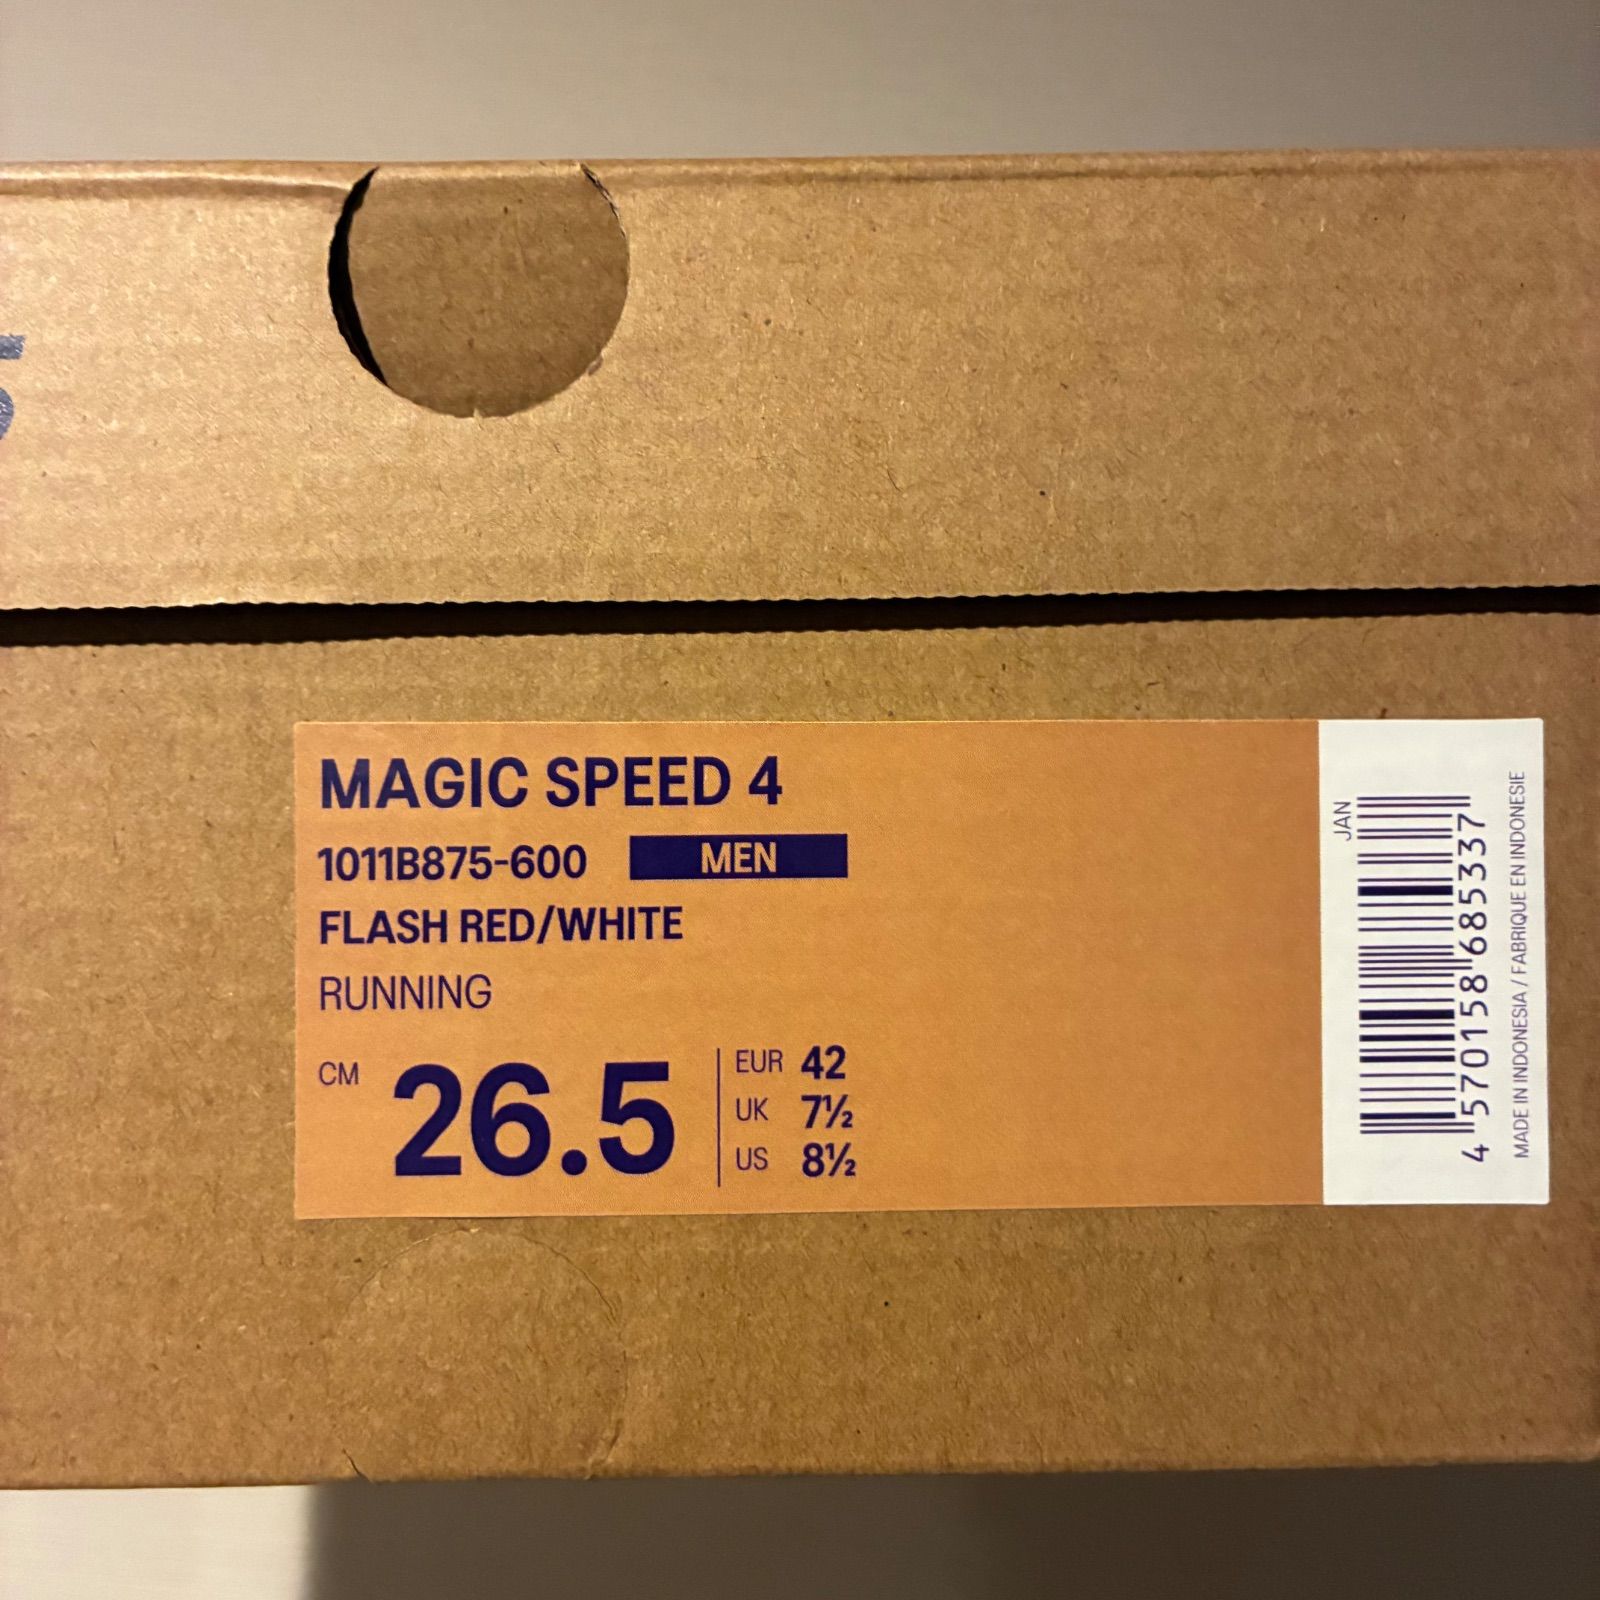 MAGIC SPEED 4
1011B875-600 MEN
FLASH RED/WHITE
RUNNING
CM 26.5
EUR 42
UK 7½
US 8½
JAN
4 570158 685337
MADE IN INDONESIA / FABRIQUE EN INDONESIE